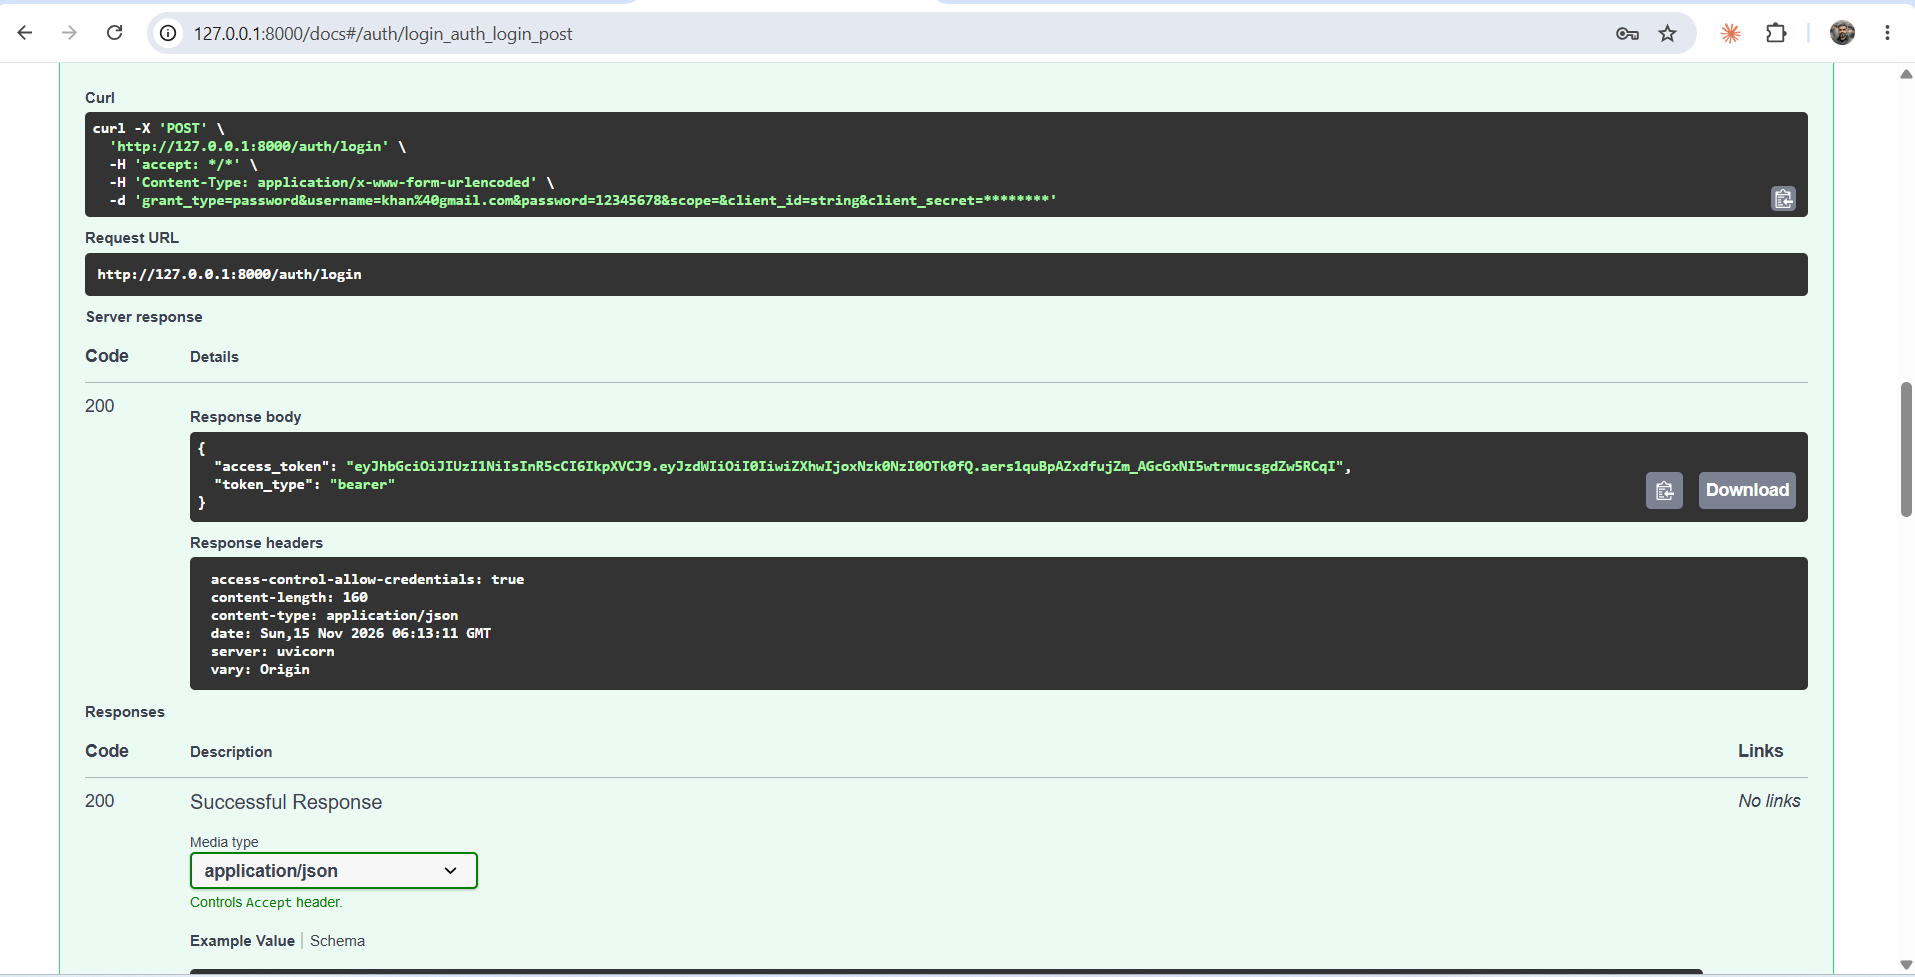 127.0.0.1:8000/docs#/auth/login_auth_login_post
Curl
curl -X 'POST' \
'http://127.0.0.1:8000/auth/login' \
-H 'accept: */*' \
-H 'Content-Type: application/x-www-form-urlencoded' \
-d 'grant_type=password&username=khan%40gmail.com&password=12345678&scope=&client_id=string&client_secret=********'
Request URL
http://127.0.0.1:8000/auth/login
Server response
Code Details
200
Response body
{
"access_token": "eyJhbGciOiJIUzI1NiIsInR5cCI6IkpXVCJ9.eyJzdWIiOiI0IiwiZXhwIjoxNzk0NzI0OTk0fQ.aers1quBpAZxdfujZm_AGcGxNI5wtrmucsgdZw5RCqI",
"token_type": "bearer"
}
Download
Response headers
access-control-allow-credentials: true
content-length: 160
content-type: application/json
date: Sun,15 Nov 2026 06:13:11 GMT
server: uvicorn
vary: Origin
Responses
Code Description Links
200 Successful Response No links
Media type
application/json
Controls Accept header.
Example Value Schema